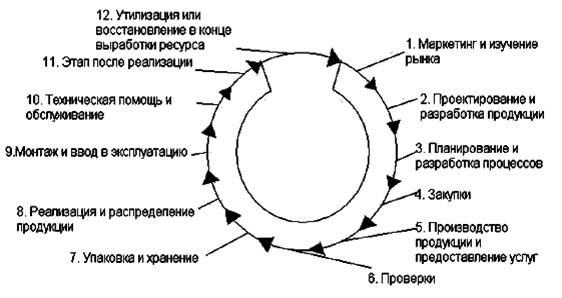 12. Утилизация или
восстановление в конце
выработки ресурса
1. Маркетинг и изучение
рынка
2. Проектирование и
разработка продукции
3. Планирование и
разработка процессов
4. Закупки
5. Производство
продукции и
предоставление услуг
6. Проверки
7. Упаковка и хранение
8. Реализация и распределение
продукции
9.Монтаж и ввод в эксплуатацию
10. Техническая помощь и
обслуживание
11. Этап после реализации